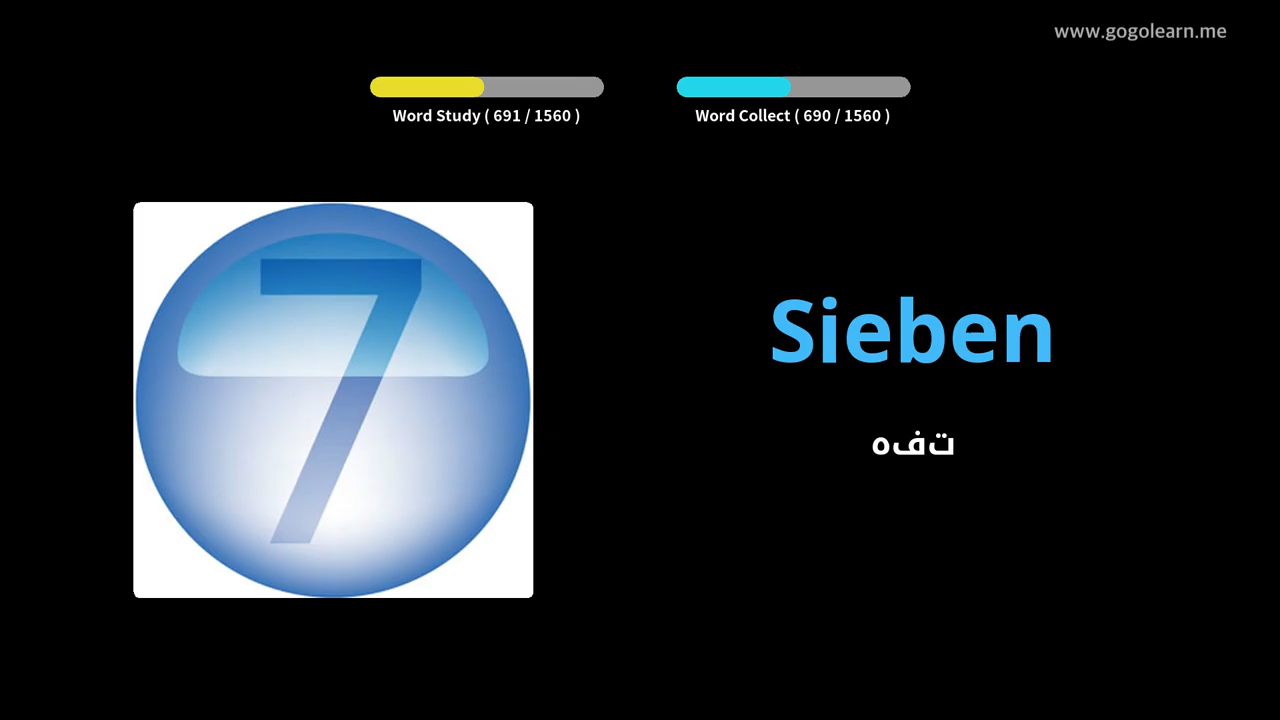 www.gogolearn.me
Word Study ( 691 / 1560 )
Word Collect ( 690 / 1560 )
7
Sieben
تفه